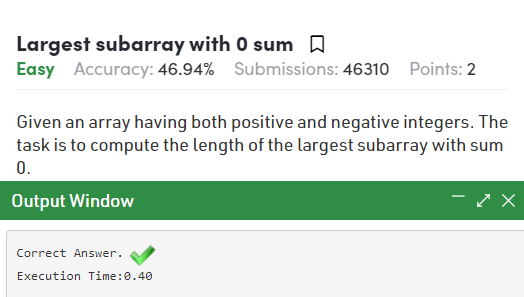 Largest subarray with 0 sum
Easy Accuracy: 46.94% Submissions: 46310 Points: 2
Given an array having both positive and negative integers. The
task is to compute the length of the largest subarray with sum
0.
Output Window
Correct Answer.
Execution Time:0.40